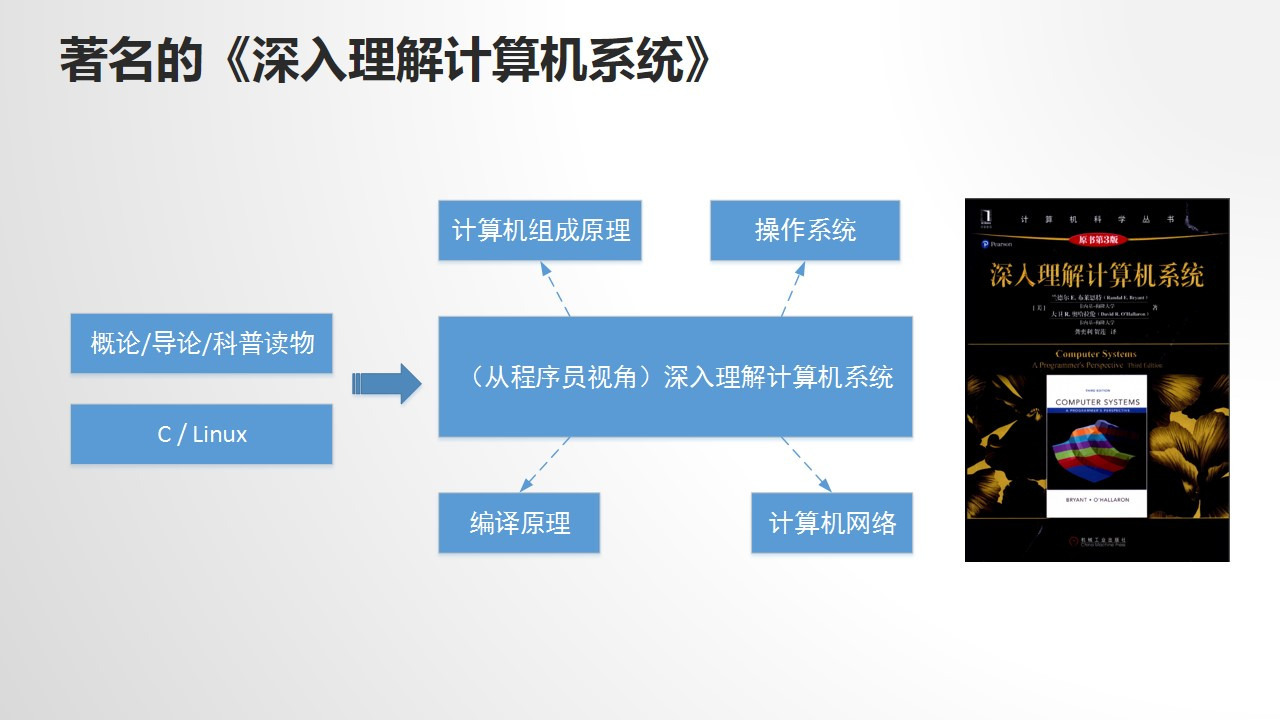 著名的《深入理解计算机系统》
计算机组成原理
操作系统
概论/导论/科普读物
C / Linux
（从程序员视角）深入理解计算机系统
编译原理
计算机网络
计 算 机 科 学 丛 书
Pearson
原书第3版
深入理解计算机系统
兰德尔 E. 布莱恩特（Randal E. Bryant）
卡内基-梅隆大学
[美] 著
大卫 R. 奥哈拉伦（David R. O'Hallaron）
卡内基-梅隆大学
龚奕利 贺莲 译
Computer Systems
A Programmer's Perspective Third Edition
THIRD EDITION
COMPUTER SYSTEMS
A PROGRAMMER'S PERSPECTIVE
BRYANT • O'HALLARON
机械工业出版社
China Machine Press